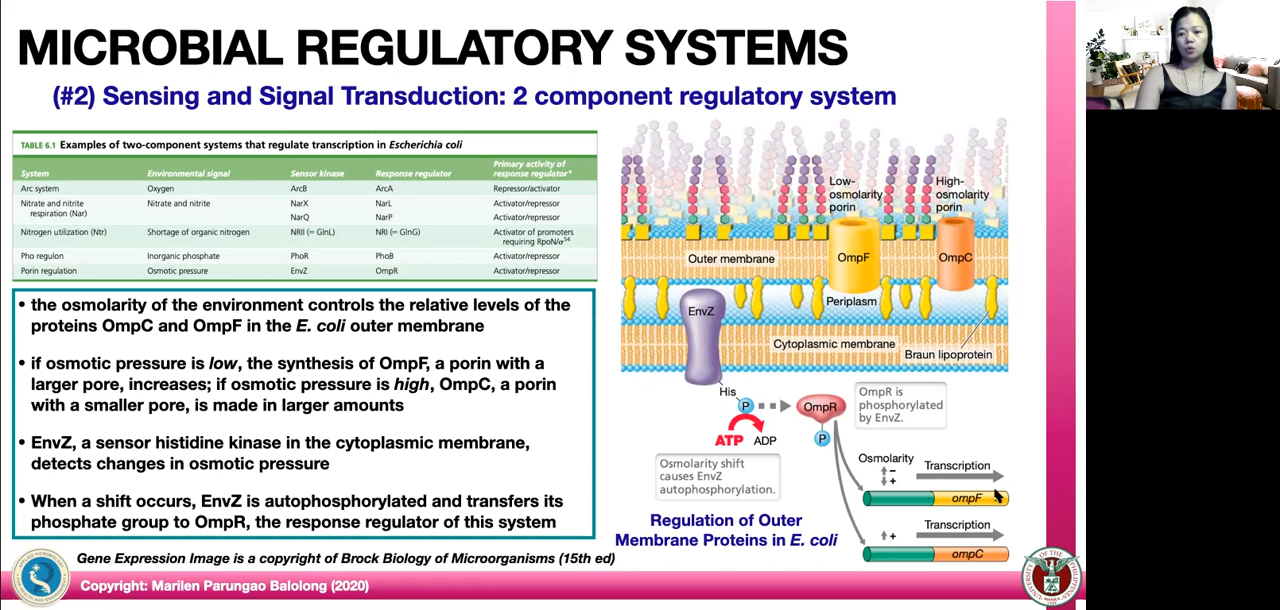 MICROBIAL REGULATORY SYSTEMS
(#2) Sensing and Signal Transduction: 2 component regulatory system
TABLE 6.1 Examples of two-component systems that regulate transcription in Escherichia coli
System Environmental signal Sensor kinase Response regulator Primary activity of response regulatorᵃ
Arc system Oxygen ArcB ArcA Repressor/activator
Nitrate and nitrite respiration (Nar) Nitrate and nitrite NarX NarL Activator/repressor
NarQ NarP Activator/repressor
Nitrogen utilization (Ntr) Shortage of organic nitrogen NRII (= GlnL) NRI (= GlnG) Activator of promoters requiring RpoN/σ⁵⁴
Pho regulon Inorganic phosphate PhoR PhoB Activator/repressor
Porin regulation Osmotic pressure EnvZ OmpR Activator/repressor
• the osmolarity of the environment controls the relative levels of the
proteins OmpC and OmpF in the E. coli outer membrane
• if osmotic pressure is low, the synthesis of OmpF, a porin with a
larger pore, increases; if osmotic pressure is high, OmpC, a porin
with a smaller pore, is made in larger amounts
• EnvZ, a sensor histidine kinase in the cytoplasmic membrane,
detects changes in osmotic pressure
• When a shift occurs, EnvZ is autophosphorylated and transfers its
phosphate group to OmpR, the response regulator of this system
Low-
osmolarity
porin
High-
osmolarity
porin
Outer membrane
OmpF
OmpC
Periplasm
EnvZ
Cytoplasmic membrane
Braun lipoprotein
His
P
OmpR
P
OmpR is
phosphorylated
by EnvZ.
ATP ADP
Osmolarity shift
causes EnvZ
autophosphorylation.
Osmolarity
↑ −
↓ +
Transcription
ompF
↑ +
Transcription
ompC
Regulation of Outer
Membrane Proteins in E. coli
Gene Expression Image is a copyright of Brock Biology of Microorganisms (15th ed)
Copyright: Marilen Parungao Balolong (2020)